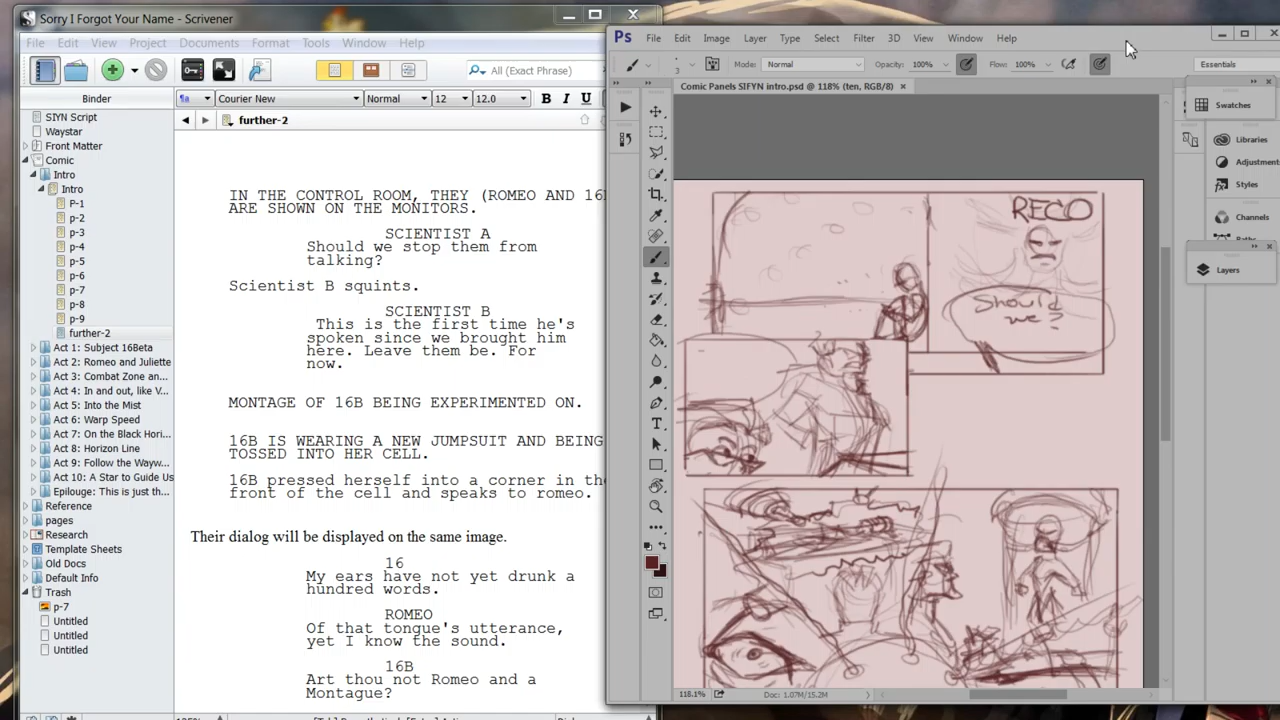 Sorry I Forgot Your Name - Scrivener
File Edit View Project Documents Format Tools Window Help
All (Exact Phrase)
Binder
Courier New Normal 12 12.0 B I U
SIYN Script
Waystar
Front Matter
Comic
Intro
Intro
P-1
p-2
p-3
p-4
p-5
p-6
p-7
p-8
p-9
further-2
Act 1: Subject 16Beta
Act 2: Romeo and Juliette
Act 3: Combat Zone an...
Act 4: In and out, like V...
Act 5: Into the Mist
Act 6: Warp Speed
Act 7: On the Black Hori...
Act 8: Horizon Line
Act 9: Follow the Wayw...
Act 10: A Star to Guide Us
Epilouge: This is just th...
Reference
pages
Research
Template Sheets
Old Docs
Default Info
Trash
p-7
Untitled
Untitled
Untitled
further-2
IN THE CONTROL ROOM, THEY (ROMEO AND 16
ARE SHOWN ON THE MONITORS.
SCIENTIST A
Should we stop them from
talking?
Scientist B squints.
SCIENTIST B
This is the first time he's
spoken since we brought him
here. Leave them be. For
now.
MONTAGE OF 16B BEING EXPERIMENTED ON.
16B IS WEARING A NEW JUMPSUIT AND BEING
TOSSED INTO HER CELL.
16B pressed herself into a corner in the
front of the cell and speaks to romeo.
Their dialog will be displayed on the same image.
16
My ears have not yet drunk a
hundred words.
ROMEO
Of that tongue's utterance,
yet I know the sound.
16B
Art thou not Romeo and a
Montague?
Ps File Edit Image Layer Type Select Filter 3D View Window Help
3 Mode: Normal Opacity: 100% Flow: 100% Essentials
Comic Panels SIFYN intro.psd @ 118% (ten, RGB/8) ×
RECO
Should
we?
Swatches
Libraries
Adjustment
Styles
Channels
Paths
Layers
118.1% Doc: 1.07M/15.2M